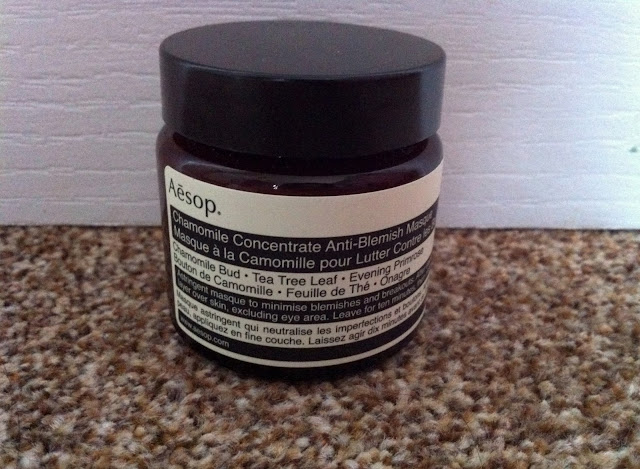 Aēsop.
Chamomile Concentrate Anti-Blemish Masque
Masque à la Camomille pour Lutter Contre les
Chamomile Bud • Tea Tree Leaf • Evening Primrose
Bouton de Camomille • Feuille de Thé • Onagre
Astringent masque to minimise blemishes and breakouts.
layer over skin, excluding eye area. Leave for ten minutes
Masque astringent qui neutralise les imperfections et
appliquez en fine couche. Laissez agir dix minutes
www.aesop.com